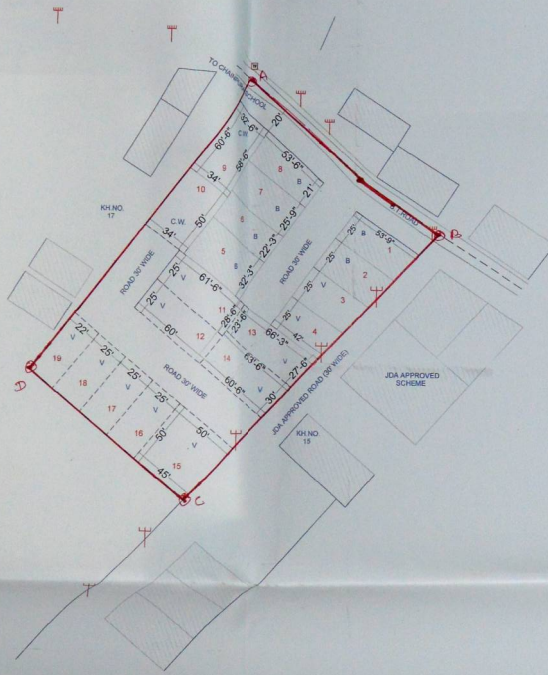 A
TO CHAINPURA SCHOOL
32'-6"
20'
60'-6"
C.W.
58'-6"
9
53'-6"
8
B
34'
10
7
B
21'
KH.NO.
17
C.W.
50'
6
B
25'-9"
B.T.ROAD
B
34'
5
B
22'-3"
25'
53'-9"
B
1
ROAD 30' WIDE
25'
V
61'-6"
32'-3"
ROAD 30' WIDE
25'
B
2
25'
V
3
25'
V
60'
11
28'-6"
23'-6"
13
66'-3"
42'
4
22'
V
12
14
63'-6"
V
27'-6"
D
19
25'
V
18
25'
V
17
25'
V
16
ROAD 30' WIDE
60'-6"
V
30'
JDA APPROVED ROAD (30' WIDE)
JDA APPROVED
SCHEME
50'
50'
V
15
45'
KH.NO.
15
C